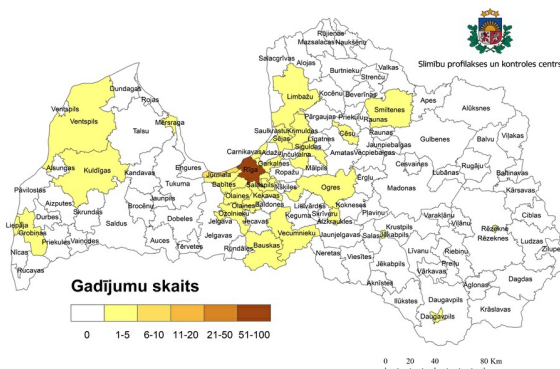 Slimību profilakses un kontroles centrs
Rūjienas
Mazsalacas Naukšēnu
Salacgrīvas Alojas
Valkas
Burtnieku
Strenču
Dundagas
Rojas
Limbažu
Kocēnu Beverīnas
Smiltenes
Apes
Alūksnes
Ventspils
Ventspils
Mērsraga
Talsu
Pārgaujas Priekuļu
Raunas
Saulkrastu Krimuldas
Cēsu
Raunas
Gulbenes
Balvu
Viļakas
Sējas
Līgatnes
Jaunpiebalgas
Siguldas
Carnikavas Ādažu
Inčukalna
Amatas Vecpiebalgas
Alsungas
Kuldīgas
Kandavas
Engures
Jūrmala
Rīga
Garkalnes
Ropažu
Mālpils
Cesvaines
Rugāju
Lubānas
Baltinavas
Tukuma
Babītes
Salaspils
Ikšķiles
Ogres
Ērgļu
Madonas
Kārsavas
Pāvilostas
Aizputes
Durbes
Skrundas
Brocēnu
Jaunpils
Dobeles
Olaines
Ķekavas
Olaines
Baldones
Lielvārdes
Ozolnieku
Ķeguma
Skrīveru
Kokneses
Pļaviņu
Varakļānu
Viļānu
Rēzekne
Rēzeknes
Ciblas
Ludzas
Zilupes
Liepāja
Grobiņas
Priekules
Vaiņodes
Saldus
Jelgava
Jelgavas
Iecavas
Aizkraukles
Vecumnieku
Jaunjelgavas
Salas
Jēkabpils
Krustpils
Līvānu
Riebiņu
Nīcas
Rucavas
Auces
Tērvetes
Rundāles
Bauskas
Neretas
Viesītes
Jēkabpils
Preiļu
Vārkavas
Aglonas
Dagdas
Aknīstes
Ilūkstes
Daugavpils
Daugavpils
Krāslavas
Gadījumu skaits
0 1-5 6-10 11-20 21-50 51-100
0 20 40 80 Km